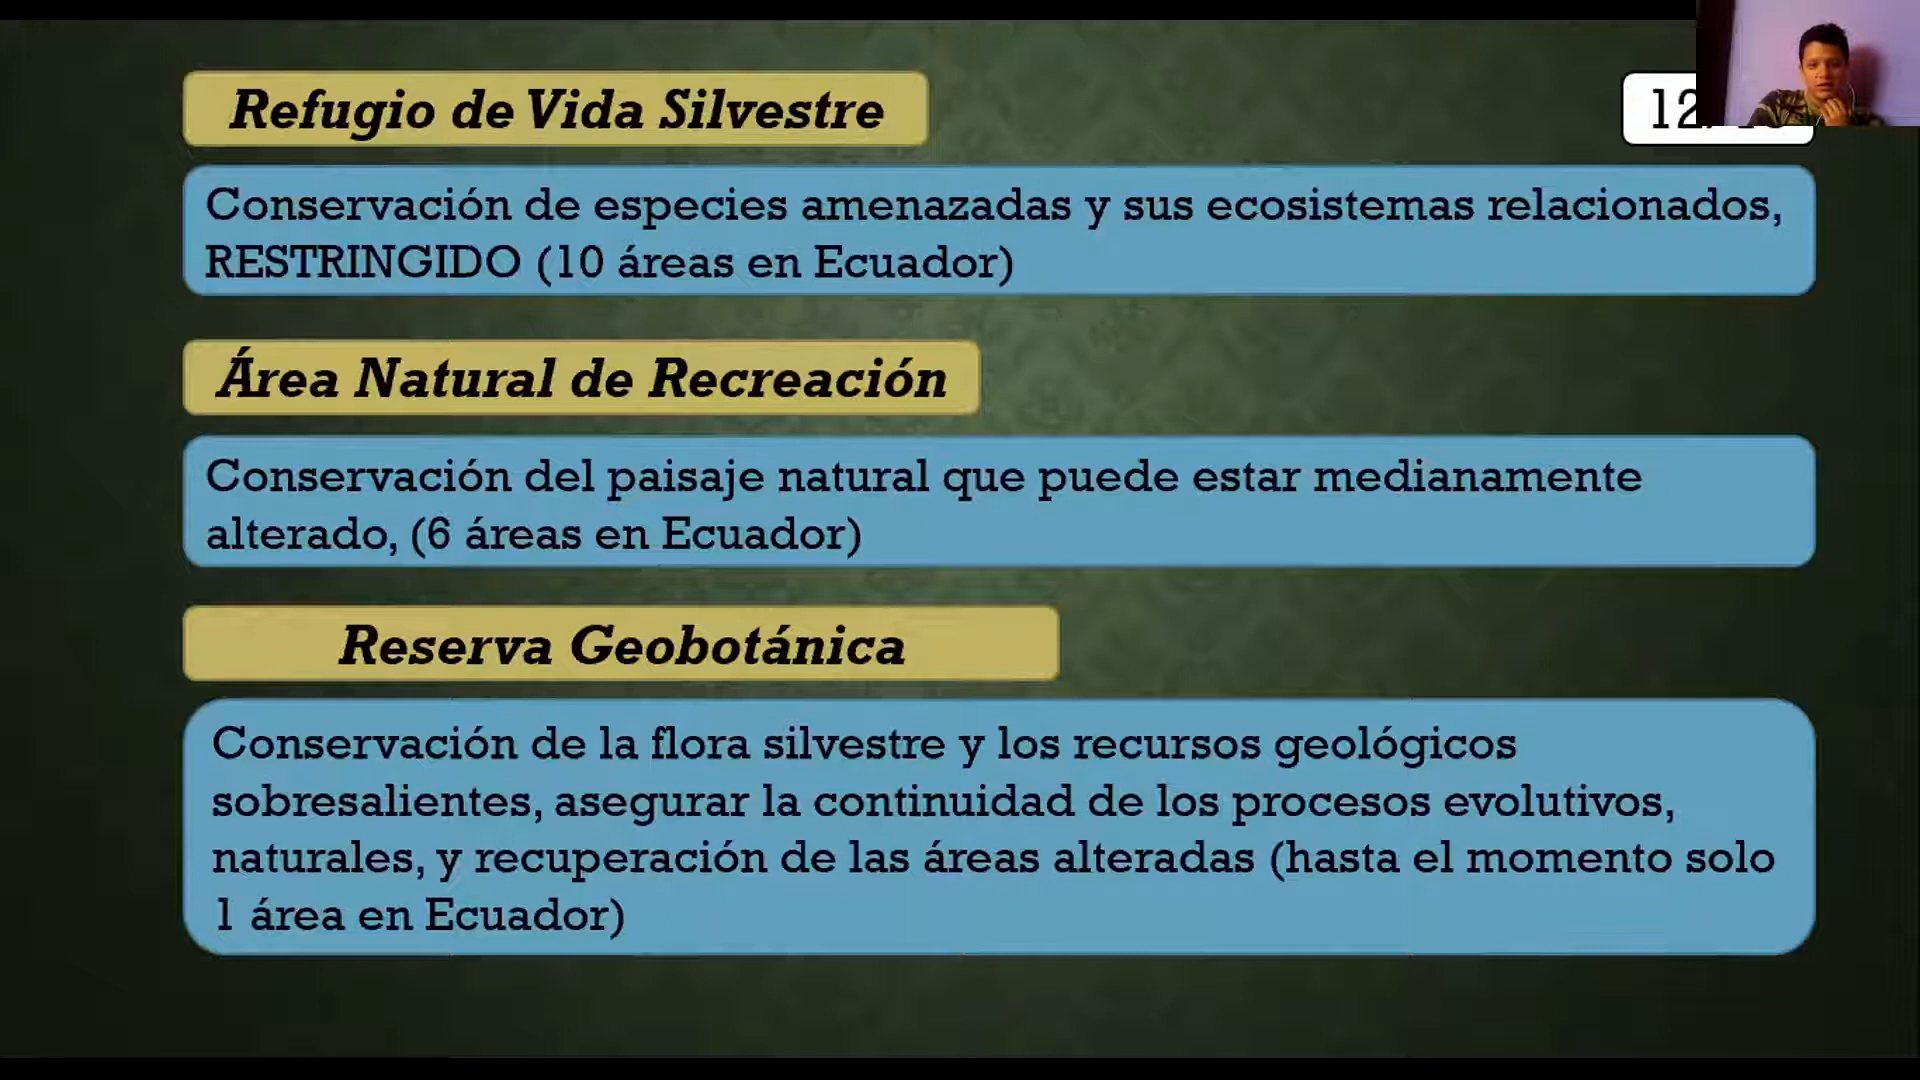 Refugio de Vida Silvestre
Conservación de especies amenazadas y sus ecosistemas relacionados,
RESTRINGIDO (10 áreas en Ecuador)
Área Natural de Recreación
Conservación del paisaje natural que puede estar medianamente
alterado, (6 áreas en Ecuador)
Reserva Geobotánica
Conservación de la flora silvestre y los recursos geológicos
sobresalientes, asegurar la continuidad de los procesos evolutivos,
naturales, y recuperación de las áreas alteradas (hasta el momento solo
1 área en Ecuador)